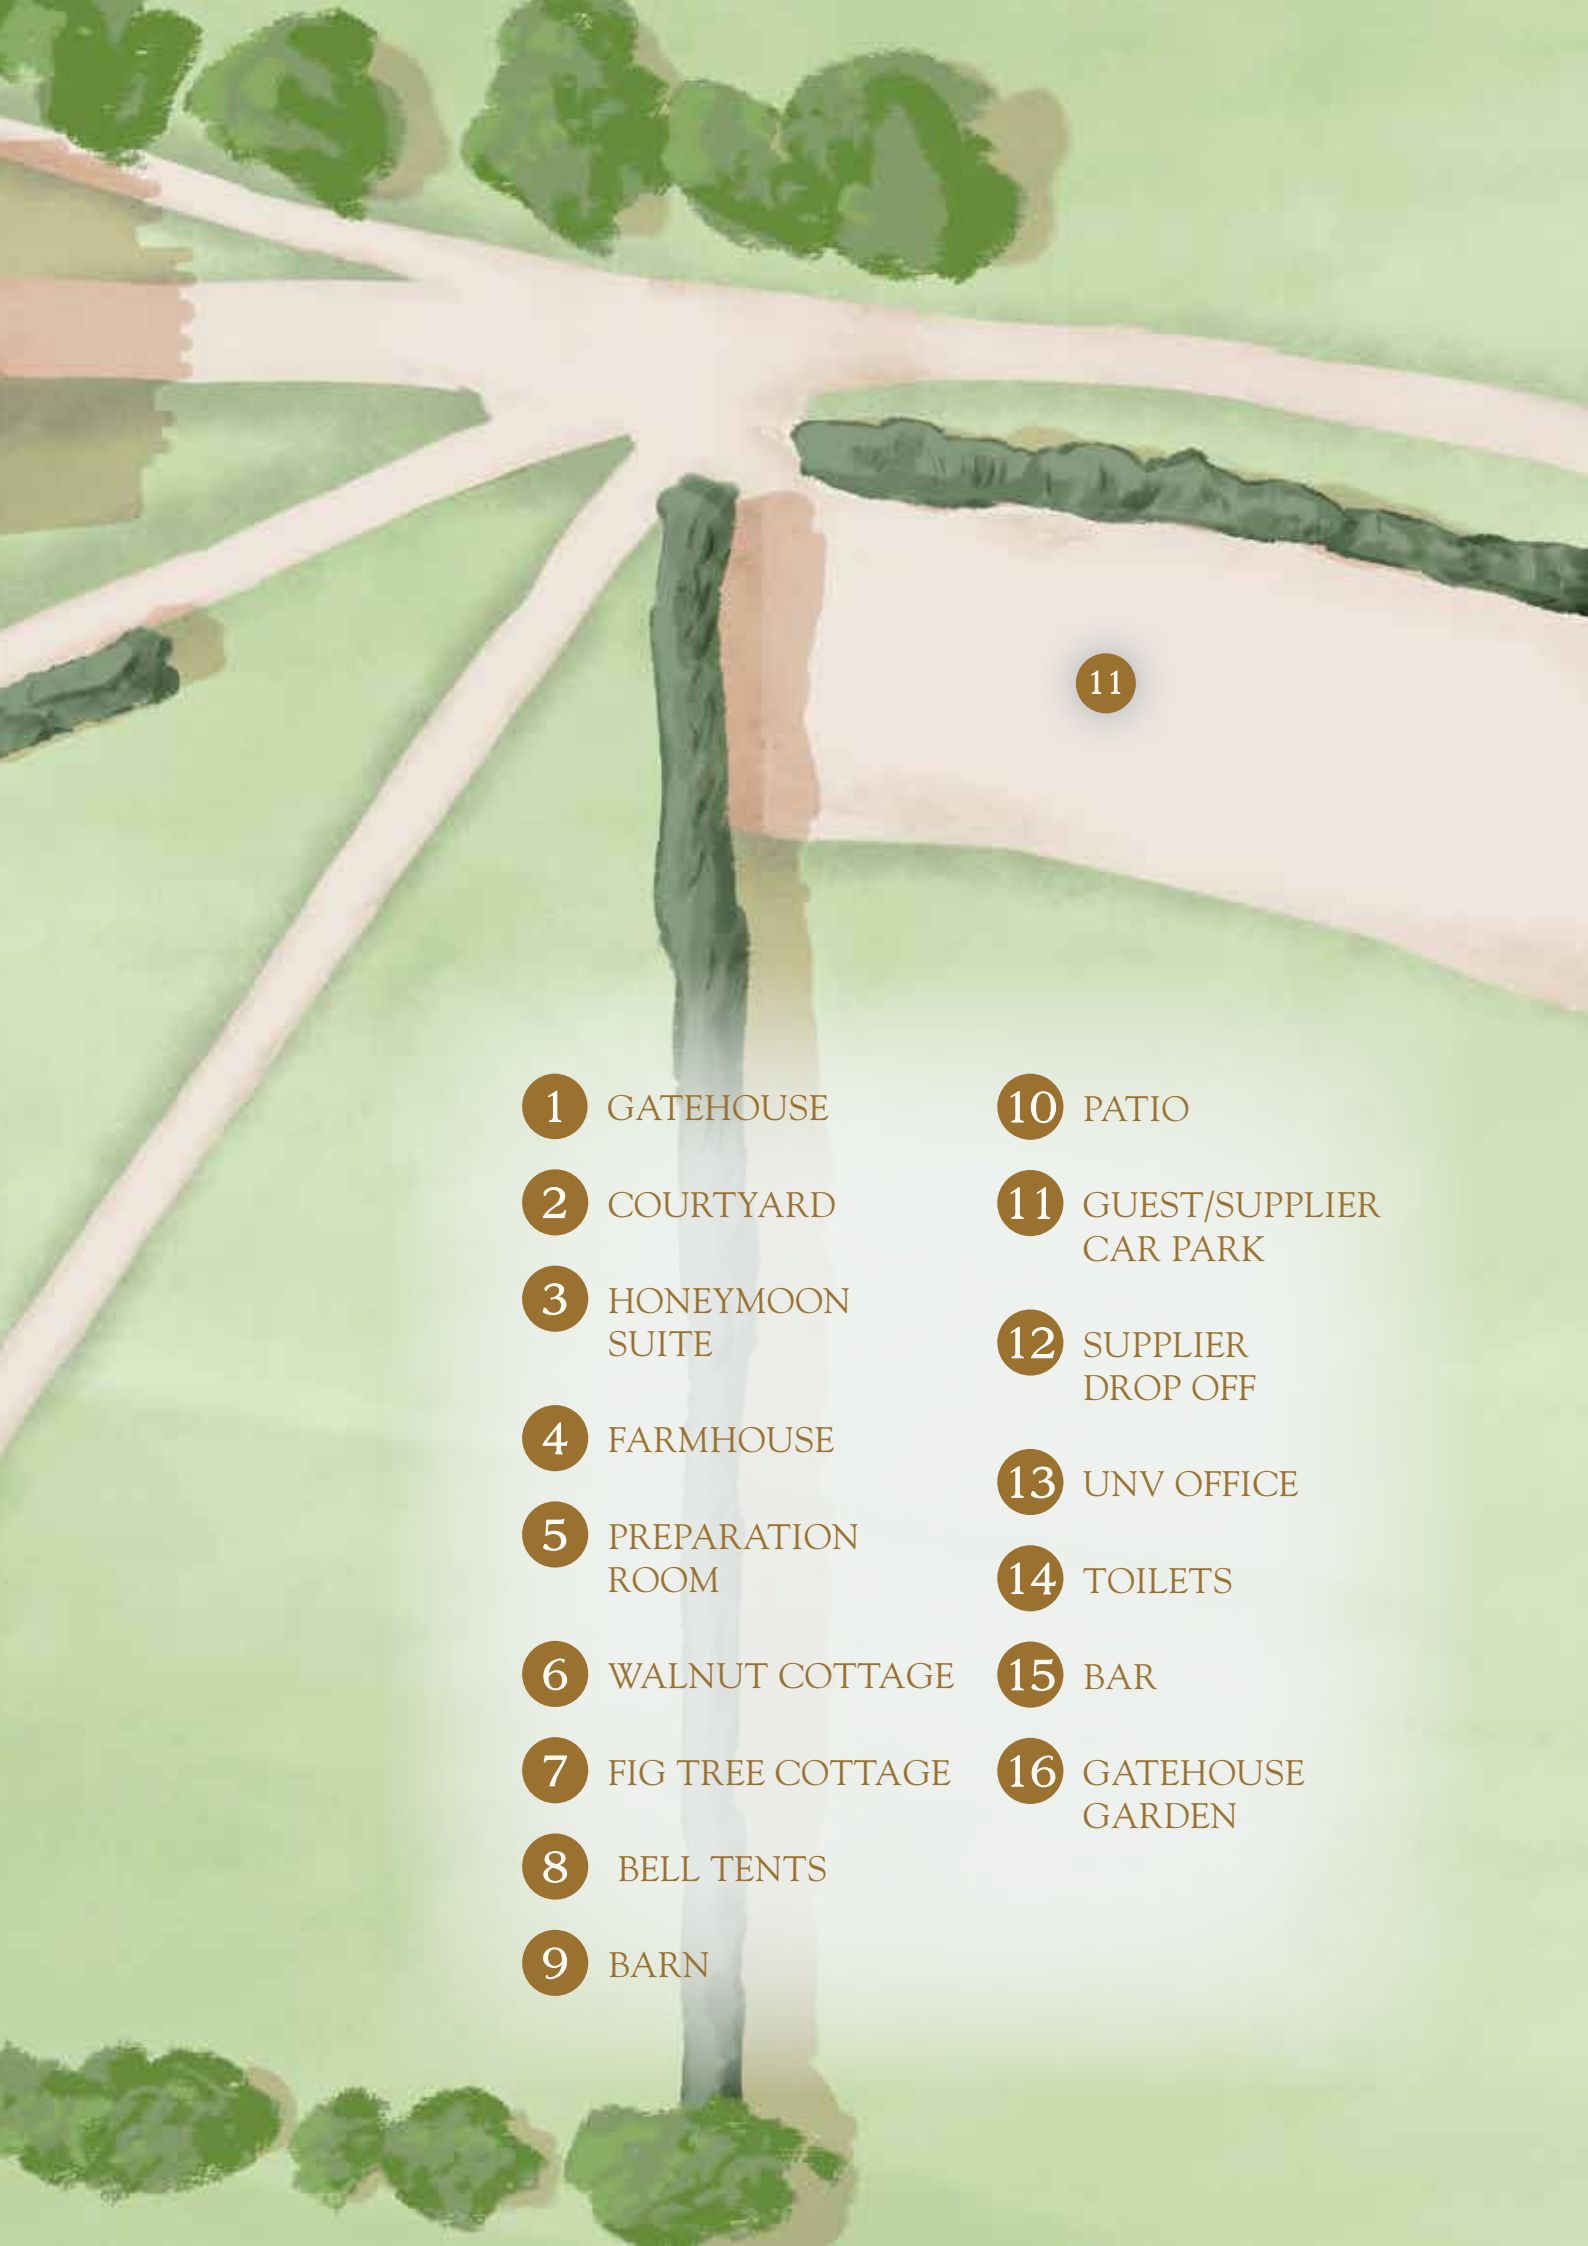 11
1 GATEHOUSE
2 COURTYARD
3 HONEYMOON
SUITE
4 FARMHOUSE
5 PREPARATION
ROOM
6 WALNUT COTTAGE
7 FIG TREE COTTAGE
8 BELL TENTS
9 BARN
10 PATIO
11 GUEST/SUPPLIER
CAR PARK
12 SUPPLIER
DROP OFF
13 UNV OFFICE
14 TOILETS
15 BAR
16 GATEHOUSE
GARDEN